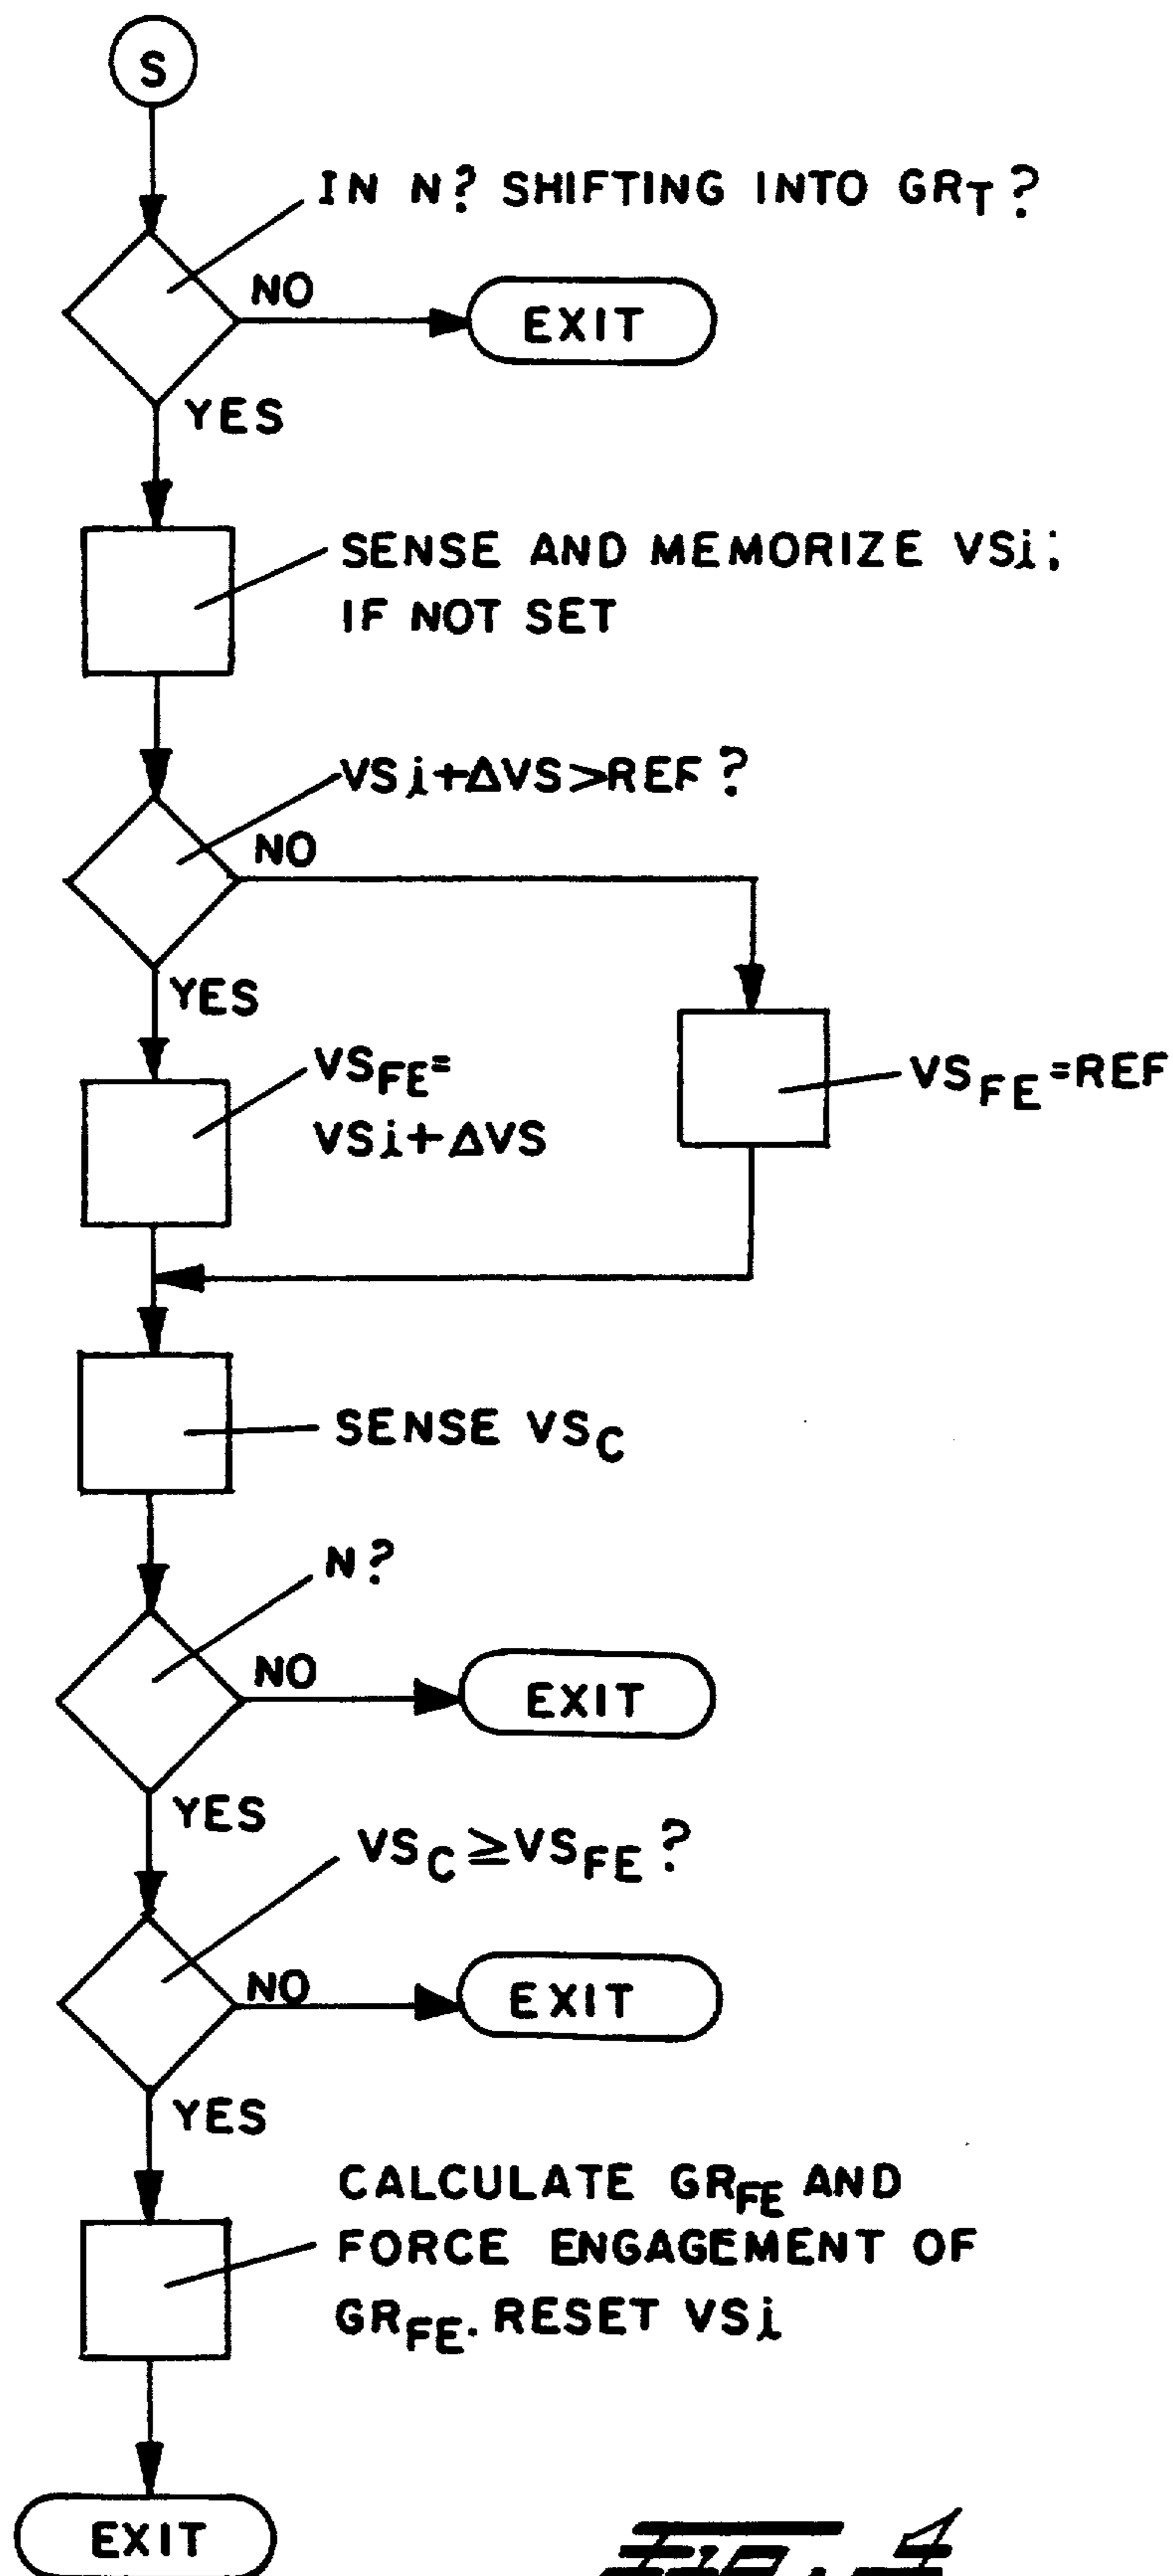 S
IN N? SHIFTING INTO GRT?
NO
EXIT
YES
SENSE AND MEMORIZE VSi;
IF NOT SET
VSi+ΔVS>REF?
NO
YES
VSFE=
VSi+ΔVS
VSFE=REF
SENSE VSC
N?
NO
EXIT
YES
VSC≥VSFE?
NO
EXIT
YES
CALCULATE GRFE AND
FORCE ENGAGEMENT OF
GRFE. RESET VSi
EXIT
Fig. 4